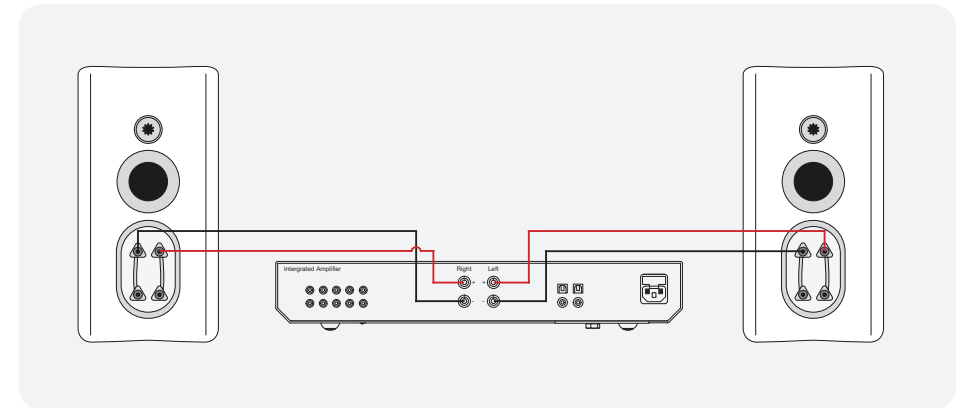 Intergrated Amplifier
Right Left
+ +
- -